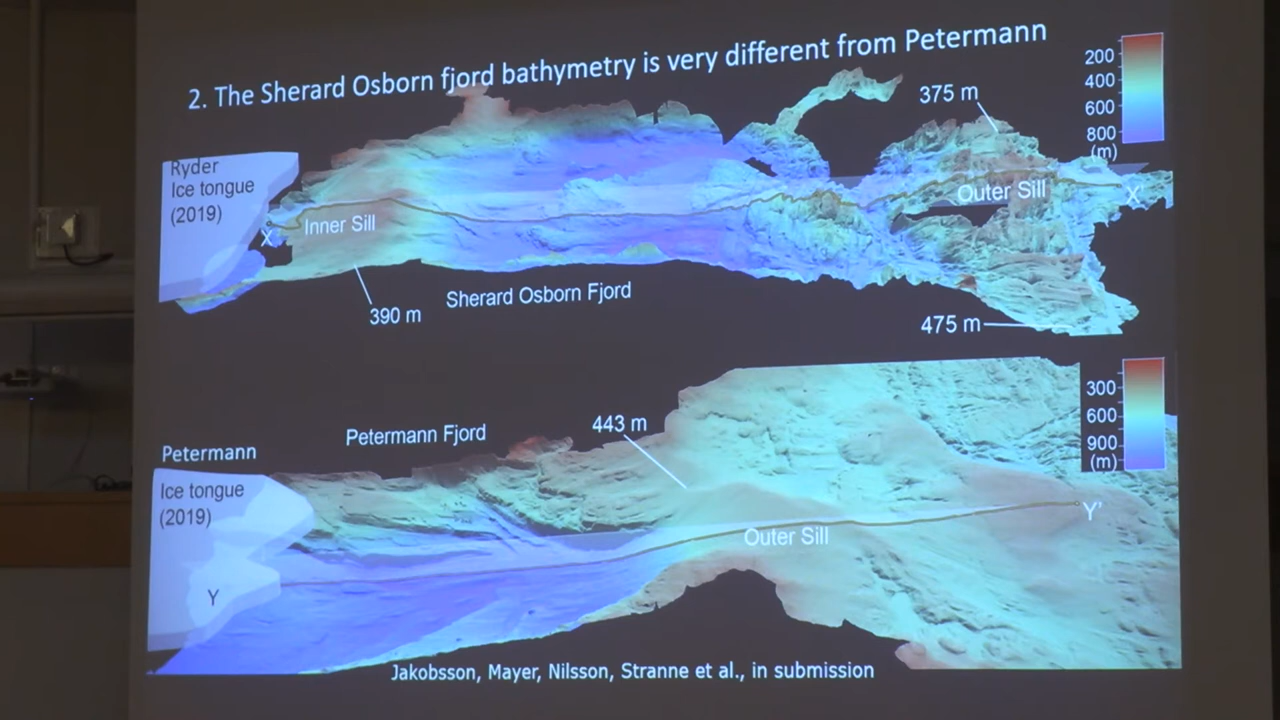 2. The Sherard Osborn fjord bathymetry is very different from Petermann
200
400
600
800
(m)
375 m
Ryder
Ice tongue
(2019)
Outer Sill
X'
X
Inner Sill
Sherard Osborn Fjord
390 m
475 m
300
600
900
(m)
443 m
Petermann Fjord
Petermann
Ice tongue
(2019)
Y'
Outer Sill
Y
Jakobsson, Mayer, Nilsson, Stranne et al., in submission